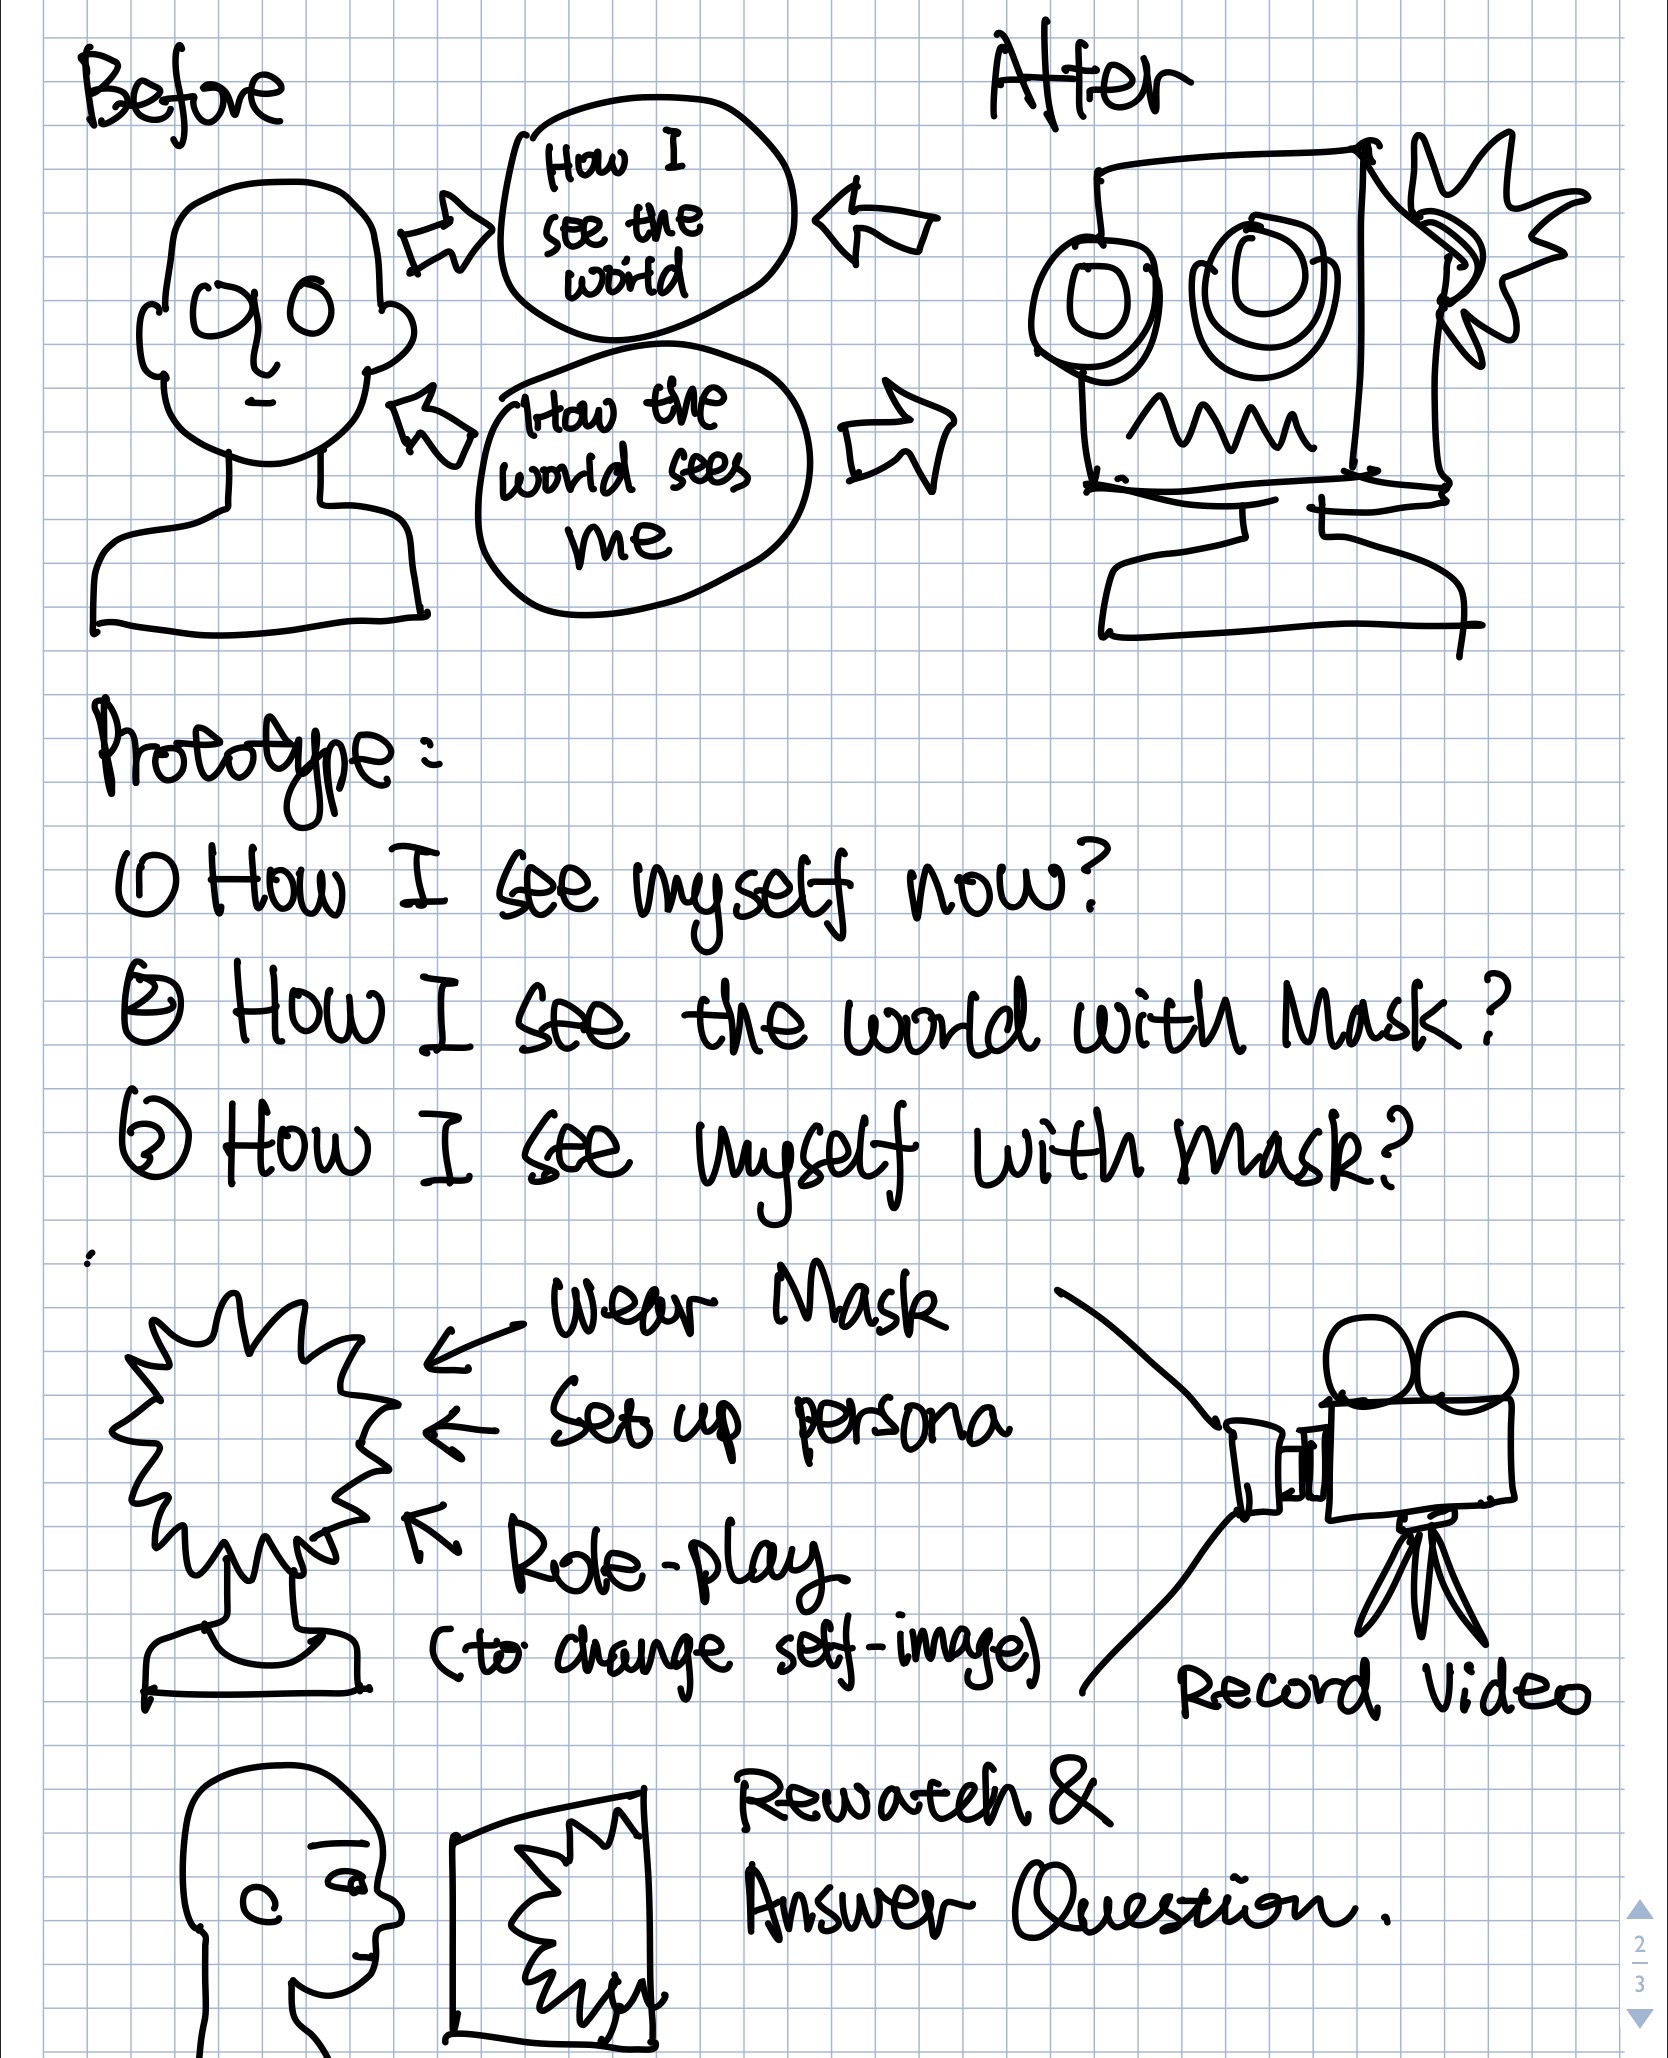 Before
After
How I
see the
world
How the
world sees
me
Prototype:
① How I see myself now?
② How I see the world with Mask?
③ How I see myself with mask?
Wear Mask
Set up persona
Role-play
(to change self-image)
Record Video
Rewatch &
Answer Question.
2
3